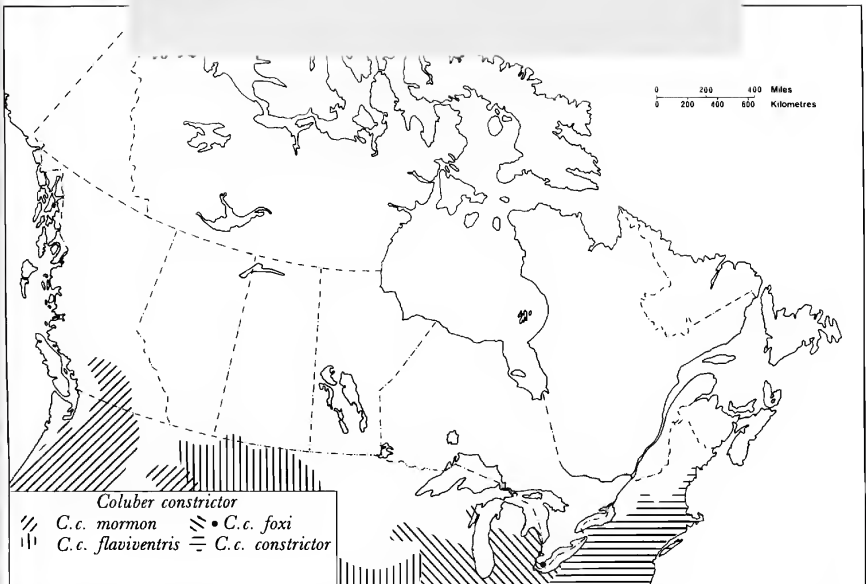 0 200 400 Miles
0 200 400 600 Kilometres
Coluber constrictor
C.c. mormon C.c. foxi
C.c. flaviventris C.c. constrictor